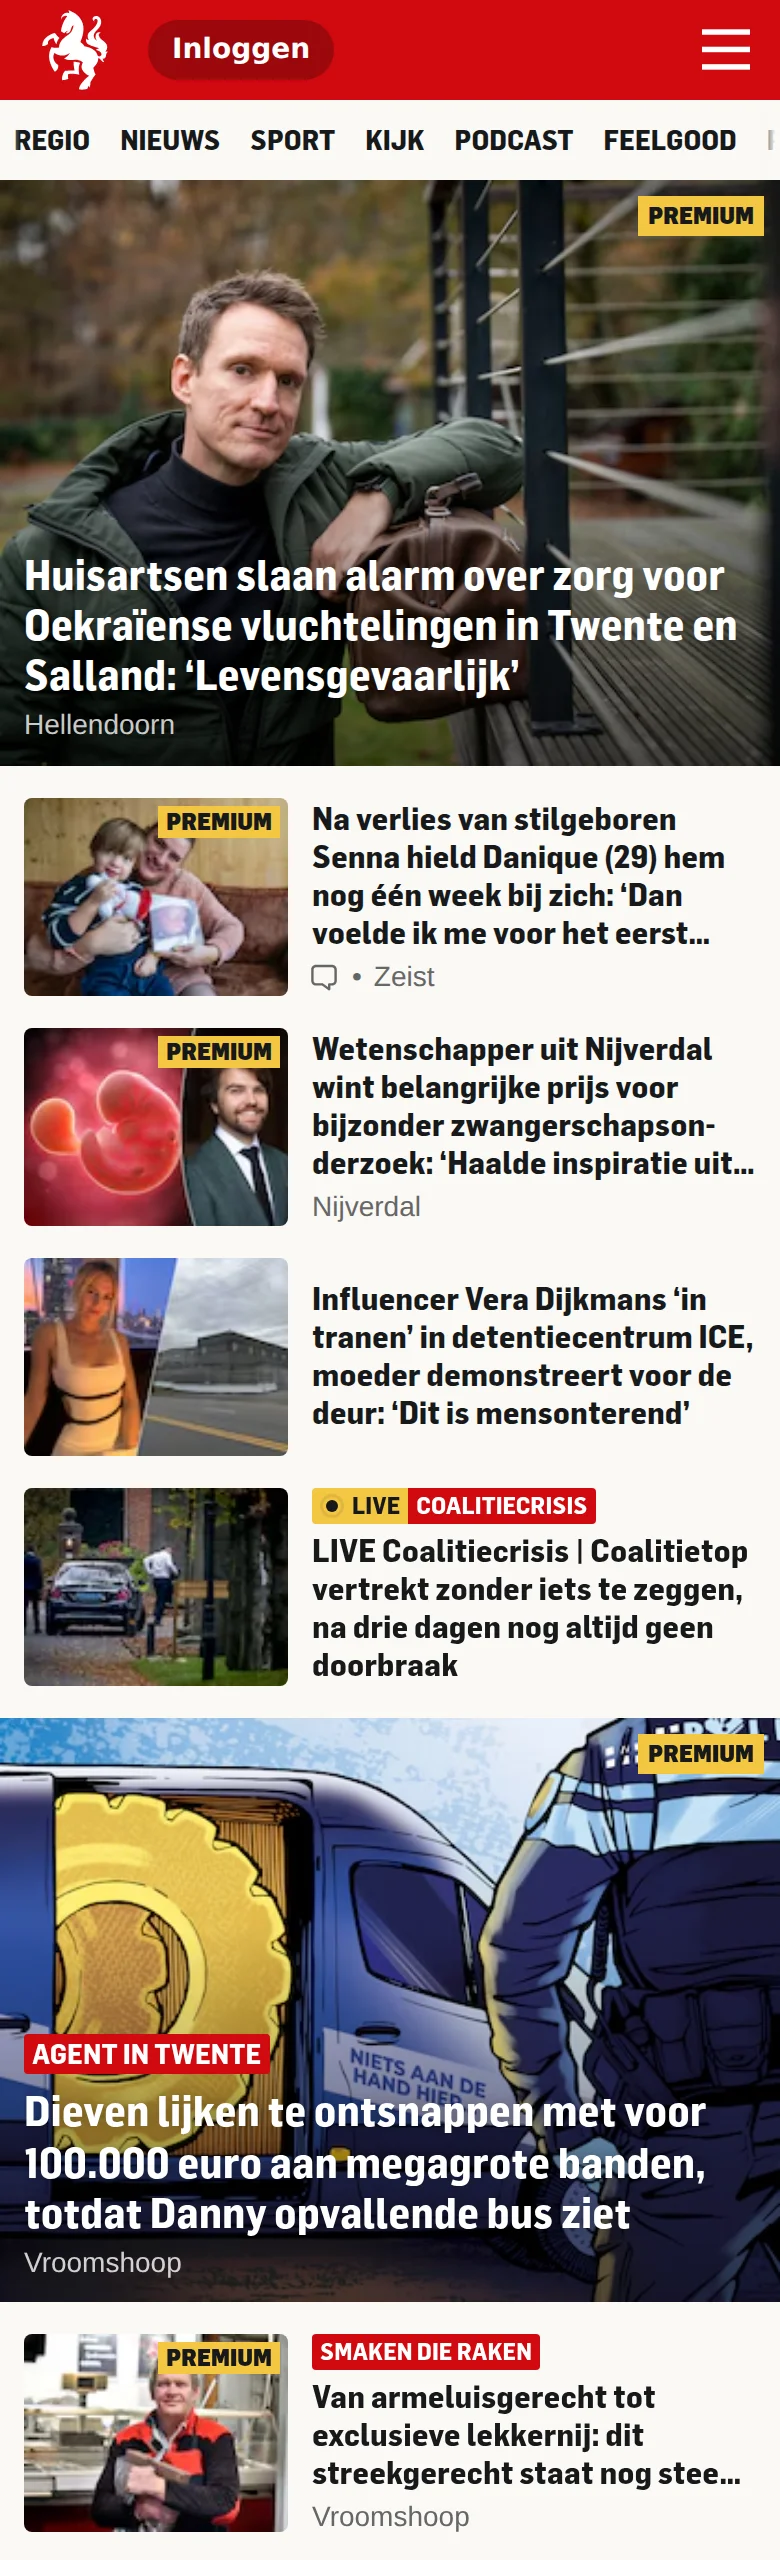 Inloggen
REGIO NIEUWS SPORT KIJK PODCAST FEELGOOD
PREMIUM
Huisartsen slaan alarm over zorg voor
Oekraïense vluchtelingen in Twente en
Salland: ‘Levensgevaarlijk’
Hellendoorn
PREMIUM
Na verlies van stilgeboren
Senna hield Danique (29) hem
nog één week bij zich: ‘Dan
voelde ik me voor het eerst...
• Zeist
PREMIUM
Wetenschapper uit Nijverdal
wint belangrijke prijs voor
bijzonder zwangerschapson-
derzoek: ‘Haalde inspiratie uit...
Nijverdal
Influencer Vera Dijkmans ‘in
tranen’ in detentiecentrum ICE,
moeder demonstreert voor de
deur: ‘Dit is mensonterend’
LIVE COALITIECRISIS
LIVE Coalitiecrisis | Coalitietop
vertrekt zonder iets te zeggen,
na drie dagen nog altijd geen
doorbraak
PREMIUM
NIETS AAN DE
HAND HIER
AGENT IN TWENTE
Dieven lijken te ontsnappen met voor
100.000 euro aan megagrote banden,
totdat Danny opvallende bus ziet
Vroomshoop
PREMIUM
SMAKEN DIE RAKEN
Van armeluisgerecht tot
exclusieve lekkernij: dit
streekgerecht staat nog stee...
Vroomshoop